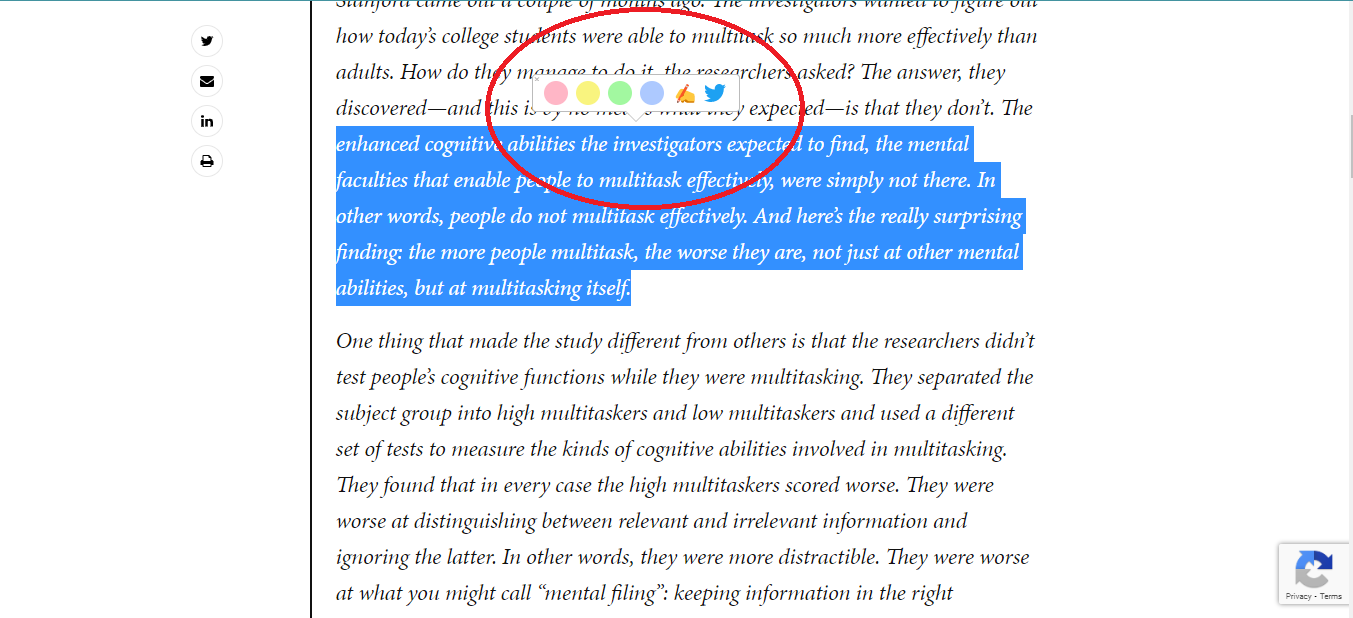 Stanford came out a couple of months ago. The investigators wanted to figure out
how today’s college students were able to multitask so much more effectively than
adults. How do they manage to do it, the researchers asked? The answer, they
discovered—and this is by no means what they expected—is that they don’t. The
enhanced cognitive abilities the investigators expected to find, the mental
faculties that enable people to multitask effectively, were simply not there. In
other words, people do not multitask effectively. And here’s the really surprising
finding: the more people multitask, the worse they are, not just at other mental
abilities, but at multitasking itself.
One thing that made the study different from others is that the researchers didn’t
test people’s cognitive functions while they were multitasking. They separated the
subject group into high multitaskers and low multitaskers and used a different
set of tests to measure the kinds of cognitive abilities involved in multitasking.
They found that in every case the high multitaskers scored worse. They were
worse at distinguishing between relevant and irrelevant information and
ignoring the latter. In other words, they were more distractible. They were worse
at what you might call “mental filing”: keeping information in the right
Privacy - Terms